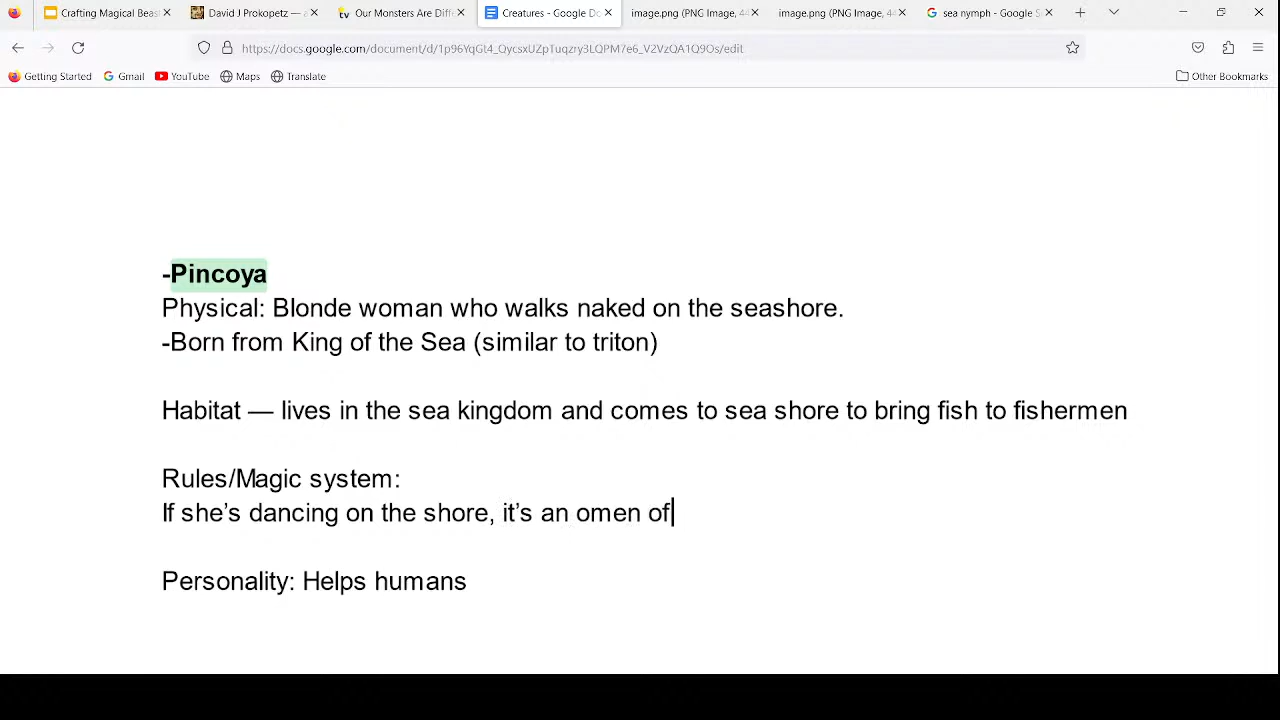 Crafting Magical Beas
David J Prokopetz — a
Our Monsters Are Diff
Creatures - Google Do
image.png (PNG Image, 44
image.png (PNG Image, 4
sea nymph - Google S
Getting Started
Gmail
YouTube
Maps
Translate
Other Bookmarks
-Pincoya
Physical: Blonde woman who walks naked on the seashore.
-Born from King of the Sea (similar to triton)
Habitat — lives in the sea kingdom and comes to sea shore to bring fish to fishermen
Rules/Magic system:
If she’s dancing on the shore, it’s an omen of
Personality: Helps humans